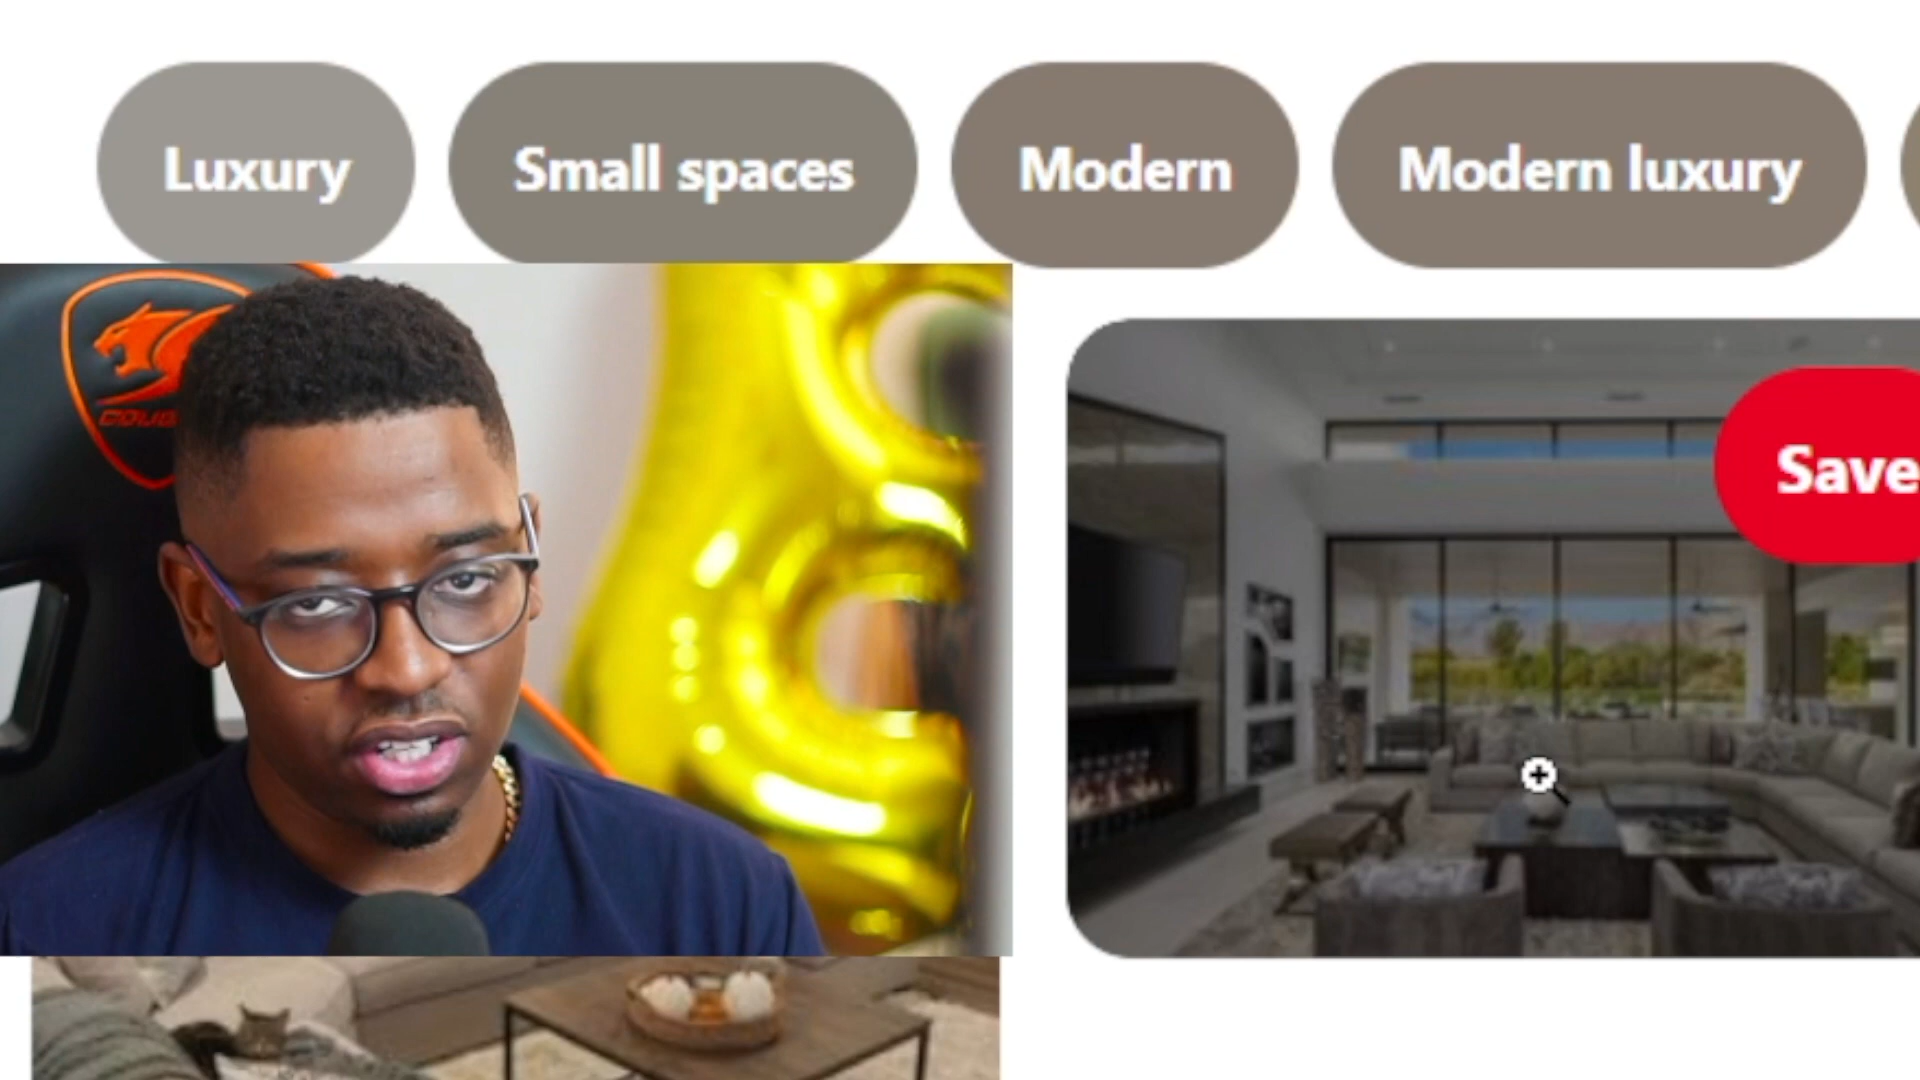 Luxury
Small spaces
Modern
Modern luxury
Save